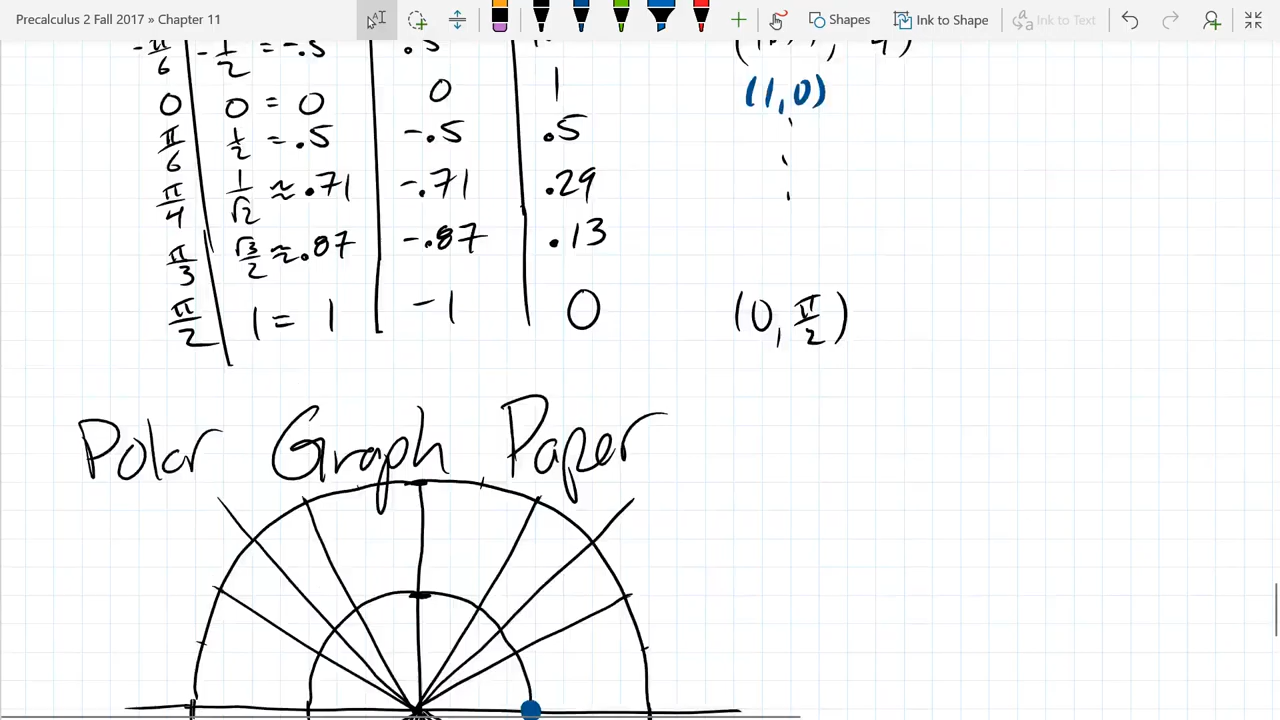 Precalculus 2 Fall 2017 » Chapter 11
Shapes
Ink to Shape
Ink to Text
-π/6 -1/2 = -.5 .5
0 0 = 0 0 1 (1,0)
π/6 1/2 = .5 -.5 .5
π/4 1/√2 ≈ .71 -.71 .29
π/3 √3/2 ≈ .87 -.87 .13
π/2 1 = 1 -1 0 (0, π/2)
Polar Graph Paper